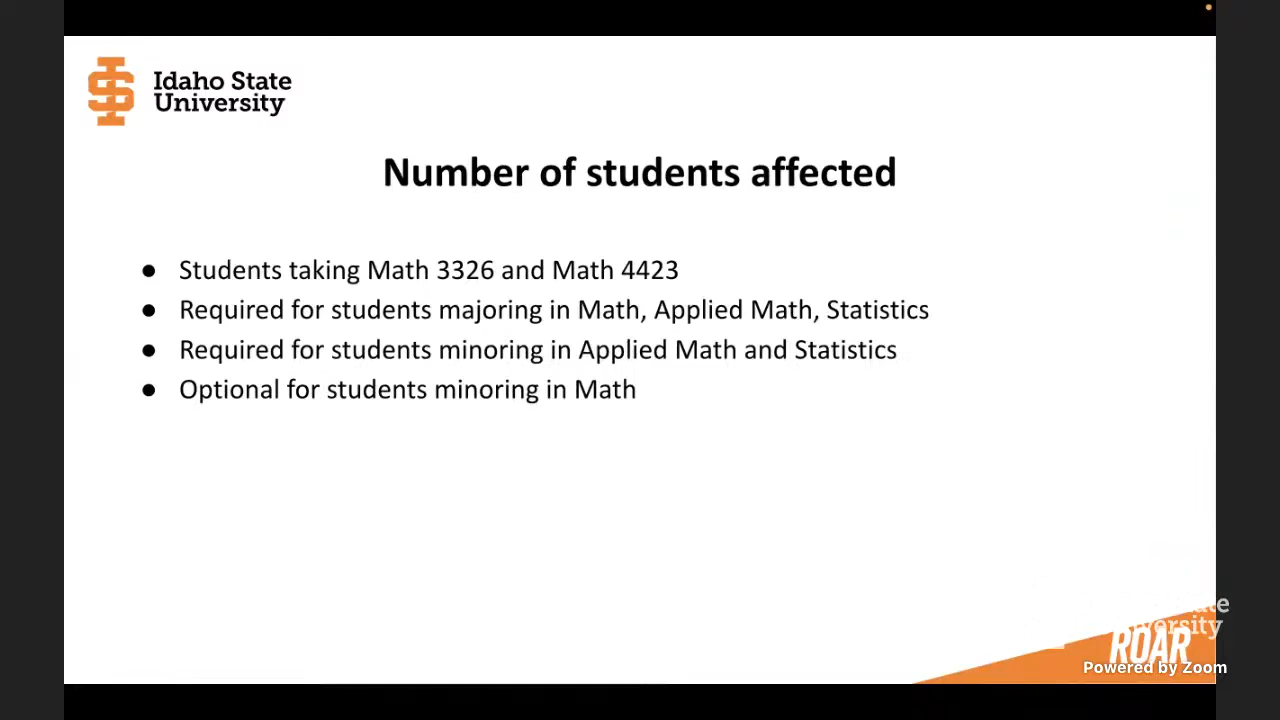 Idaho State
University
Number of students affected
● Students taking Math 3326 and Math 4423
● Required for students majoring in Math, Applied Math, Statistics
● Required for students minoring in Applied Math and Statistics
● Optional for students minoring in Math
ROAR
Powered by Zoom